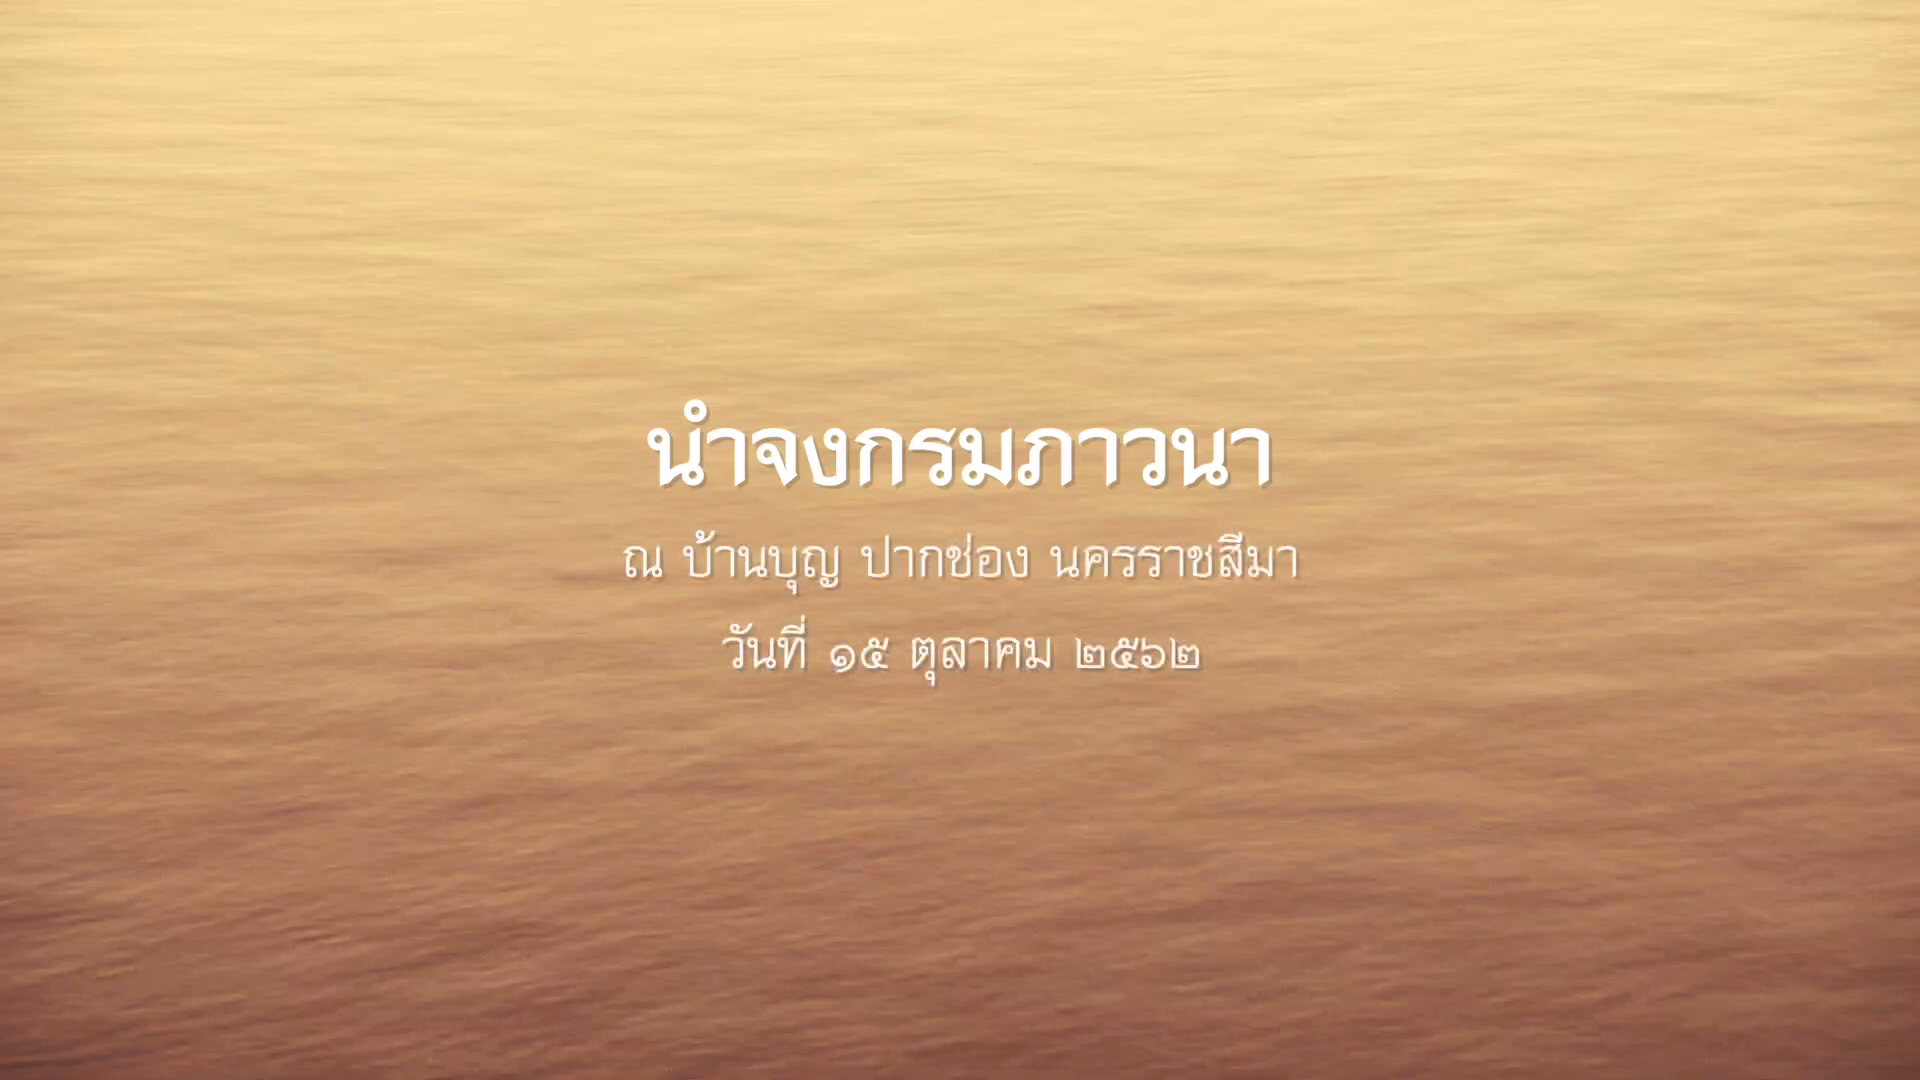 นำจงกรมภาวนา
ณ บ้านบุญ ปากช่อง นครราชสีมา
วันที่ ๑๕ ตุลาคม ๒๕๖๒